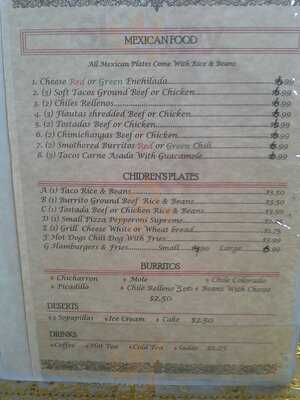 MEXICAN FOOD
All Mexican Plates Come With Rice & Beans
1. Cheese Red or Green Enchilada
2. (3) Soft Tacos Ground Beef or Chicken
3. (2) Chiles Rellenos
4. (3) Flautas shredded Beef or Chicken
5. (2) Tostadas Beef or Chicken
6. (2) Chimichangas Beef or Chicken
7. (2) Smothered Burritos Red or Green Chili
8. (3) Tacos Carne Asada With Guacamole
CHIDREN'S PLATES
A (1) Taco Rice & Beans
B (1) Burrito Ground Beef Rice & Beans
C (1) Tostada Beef or Chicken Rice & Beans
D (1) Small Pizza Pepperoni Supreme
E (1) Grill Cheese White or Wheat Bread
F Hot Dogs Chili Dog With Fries
G Hamburgers & Fries Small Large
BURRITOS
Chicharron Mole Chile Colorado
Picadillo Chile Relleno Beans With Cheese
$2.50
DESERTS
Sopapillas Ice Cream Cake $2.50
DRINKS
Coffee Hot Tea Cold Tea Sodas